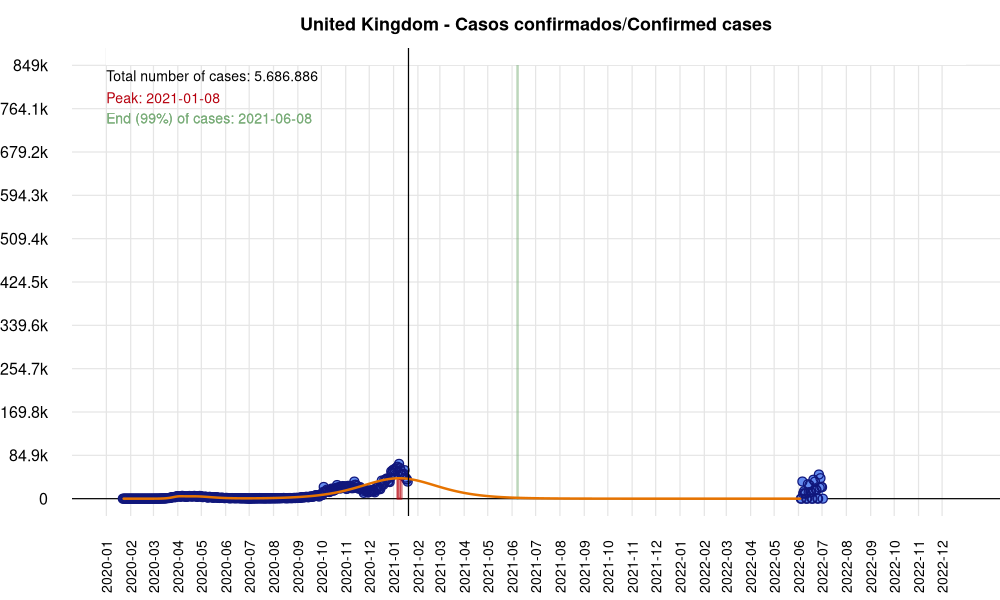 United Kingdom - Casos confirmados/Confirmed cases
849k
Total number of cases: 5.686.886
Peak: 2021-01-08
764.1k
End (99%) of cases: 2021-06-08
679.2k
594.3k
509.4k
424.5k
339.6k
254.7k
169.8k
84.9k
0
2020-01
2020-02
2020-03
2020-04
2020-05
2020-06
2020-07
2020-08
2020-09
2020-10
2020-11
2020-12
2021-01
2021-02
2021-03
2021-04
2021-05
2021-06
2021-07
2021-08
2021-09
2021-10
2021-11
2021-12
2022-01
2022-02
2022-03
2022-04
2022-05
2022-06
2022-07
2022-08
2022-09
2022-10
2022-11
2022-12